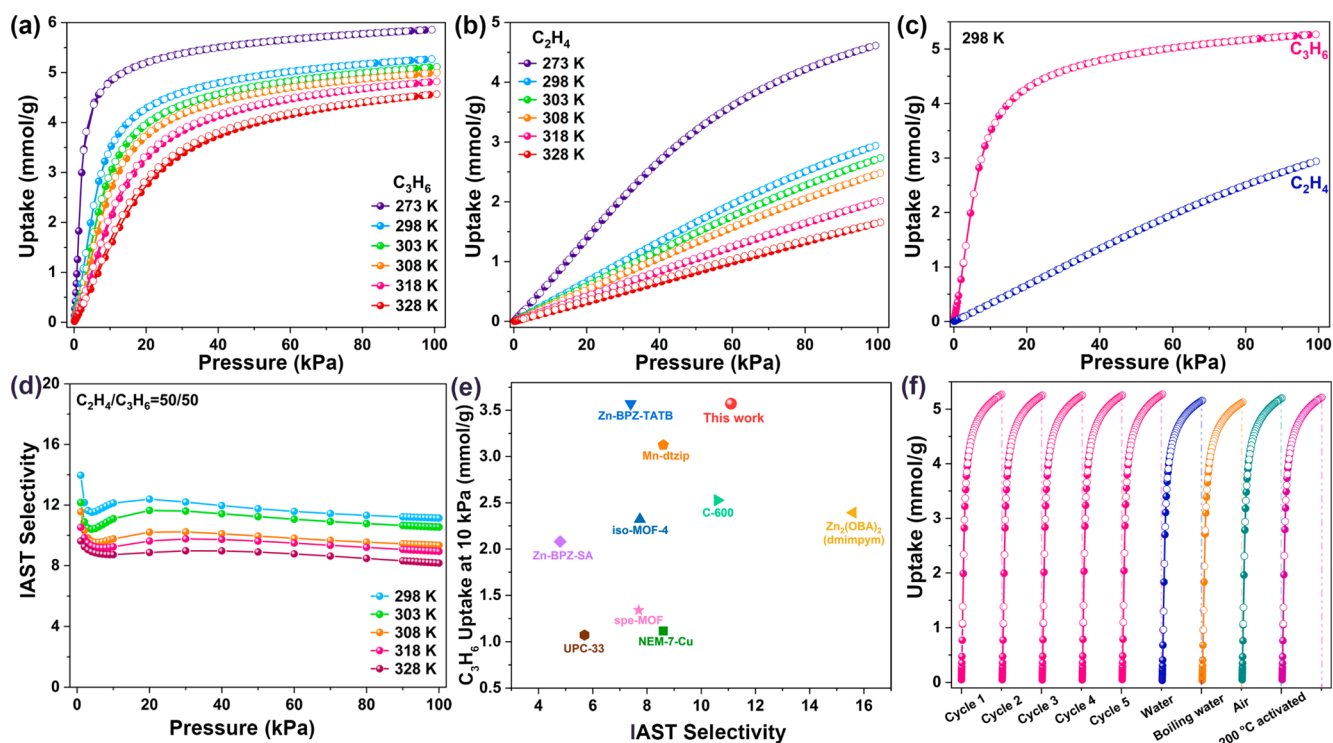 (a)
6
5
4
3
2
1
0
Uptake (mmol/g)
C3H6
273 K
298 K
303 K
308 K
318 K
328 K
0 20 40 60 80 100
Pressure (kPa)
(b)
5
4
3
2
1
0
Uptake (mmol/g)
C2H4
273 K
298 K
303 K
308 K
318 K
328 K
0 20 40 60 80 100
Pressure (kPa)
(c)
298 K
5
4
3
2
1
0
Uptake (mmol/g)
C3H6
C2H4
0 20 40 60 80 100
Pressure (kPa)
(d)
20
16
12
8
4
0
IAST Selectivity
C2H4/C3H6=50/50
298 K
303 K
308 K
318 K
328 K
0 20 40 60 80 100
Pressure (kPa)
(e)
3.5
3.0
2.5
2.0
1.5
1.0
0.5
C3H6 Uptake at 10 kPa (mmol/g)
Zn-BPZ-TATB
This work
Mn-dtzip
C-600
iso-MOF-4
Zn2(OBA)2
(dmimpym)
Zn-BPZ-SA
spe-MOF
UPC-33
NEM-7-Cu
4 6 8 10 12 14 16
IAST Selectivity
(f)
5
4
3
2
1
0
Uptake (mmol/g)
Cycle 1
Cycle 2
Cycle 3
Cycle 4
Cycle 5
Water
Boiling water
Air
200 °C activated